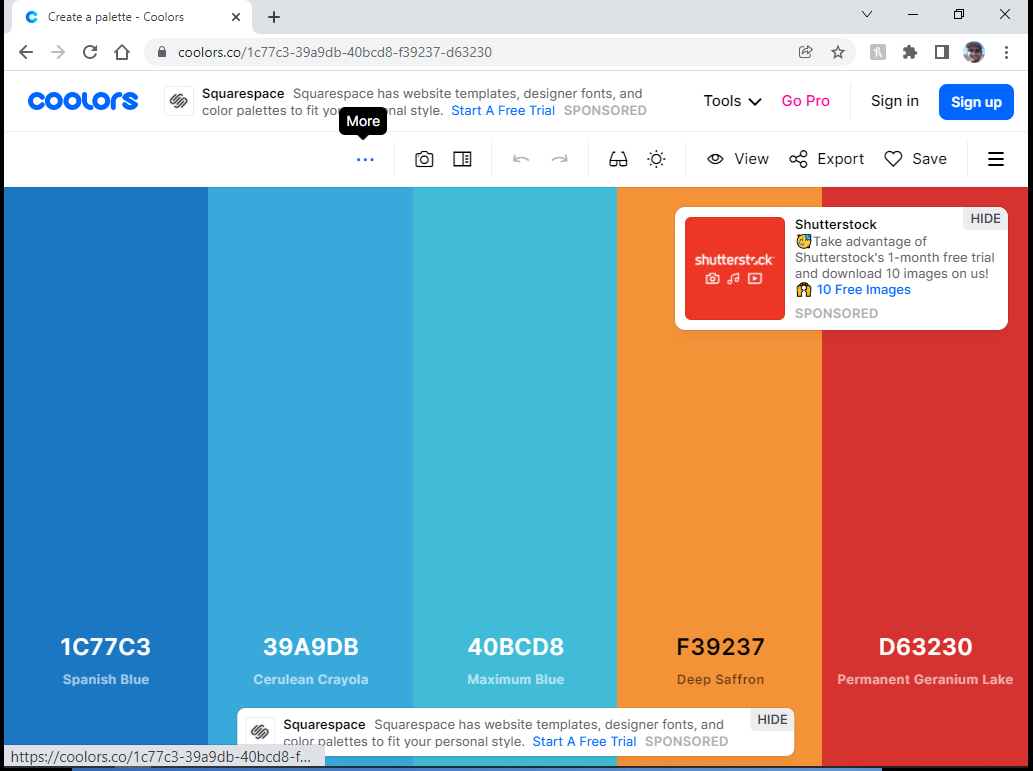 Create a palette - Coolors
coolors.co/1c77c3-39a9db-40bcd8-f39237-d63230
coolors
Squarespace Squarespace has website templates, designer fonts, and
color palettes to fit your personal style. Start A Free Trial SPONSORED
Tools
Go Pro
Sign in
Sign up
More
View
Export
Save
HIDE
shutterstock
Shutterstock
Take advantage of
Shutterstock's 1-month free trial
and download 10 images on us!
10 Free Images
SPONSORED
1C77C3
Spanish Blue
39A9DB
Cerulean Crayola
40BCD8
Maximum Blue
F39237
Deep Saffron
D63230
Permanent Geranium Lake
Squarespace Squarespace has website templates, designer fonts, and
color palettes to fit your personal style. Start A Free Trial SPONSORED
HIDE
https://coolors.co/1c77c3-39a9db-40bcd8-f...